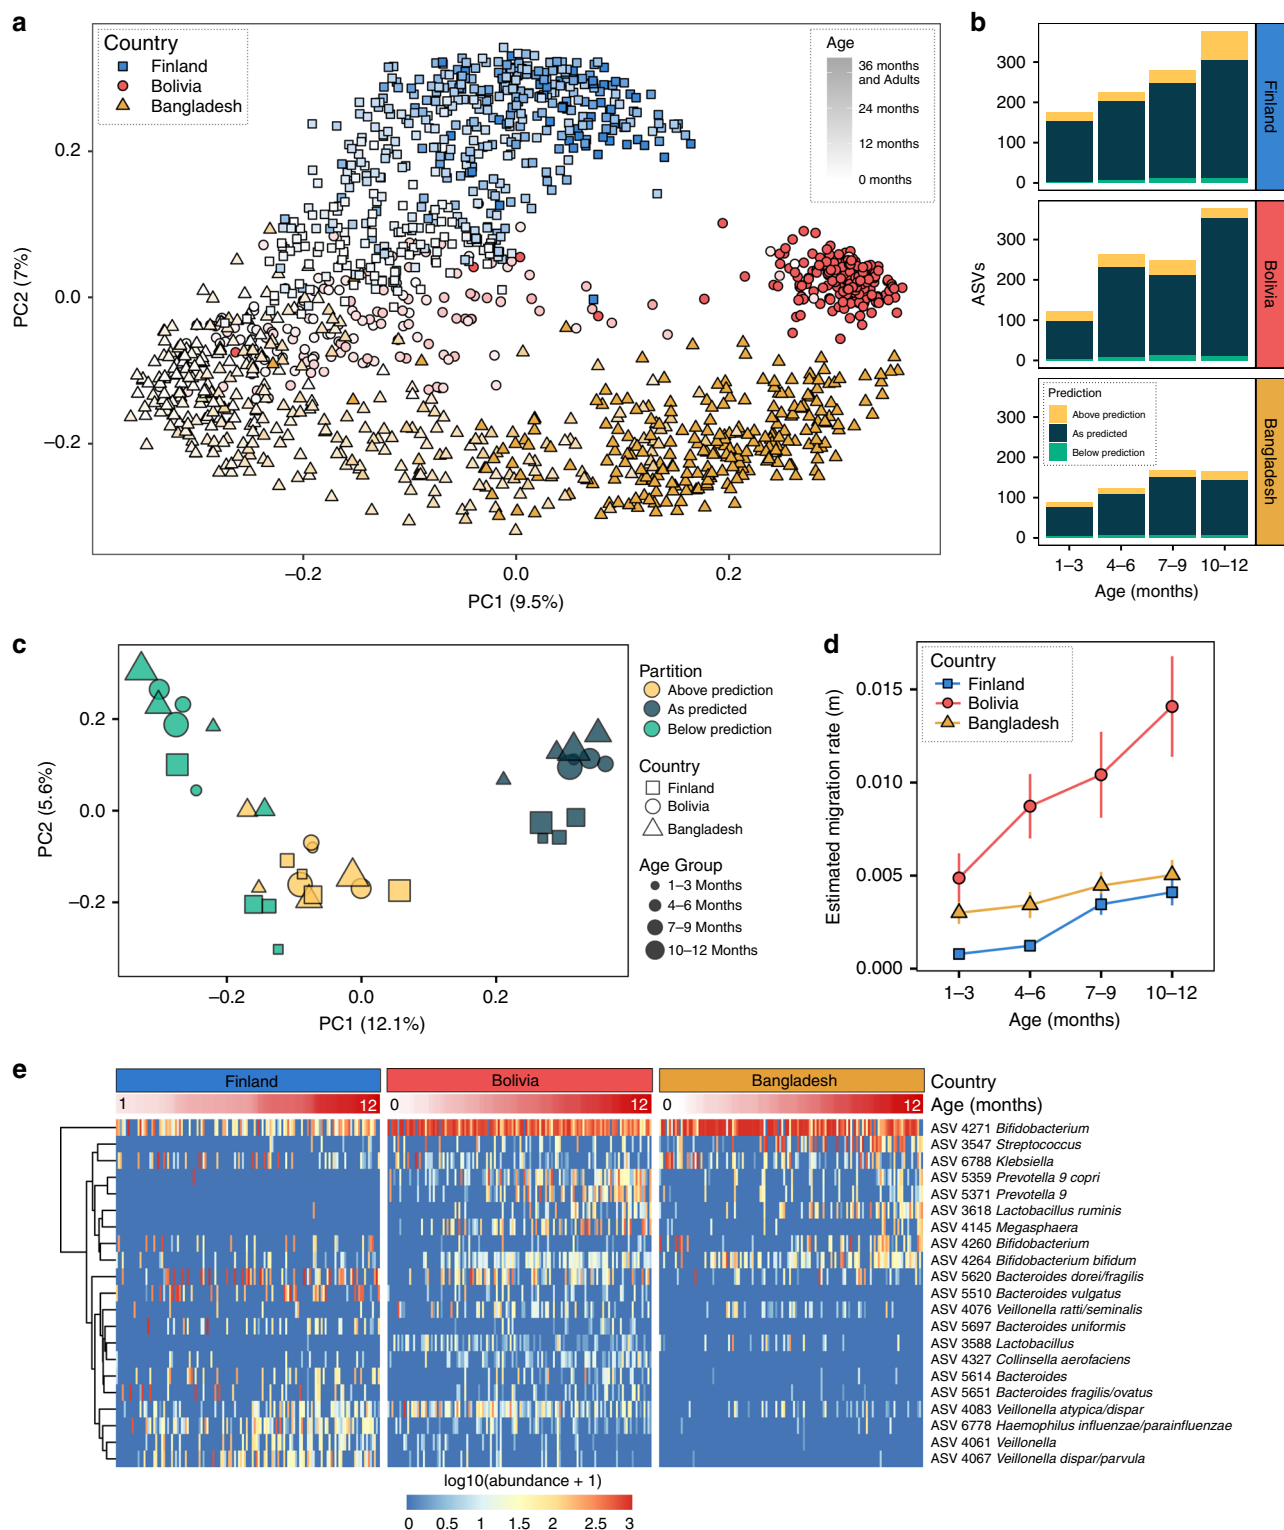 a
Country
Finland
Bolivia
Bangladesh
Age
36 months
and Adults
24 months
12 months
0 months
0.2
0.0
−0.2
PC2 (7%)
−0.2
0.0
0.2
PC1 (9.5%)
b
300
200
100
0
Finland
300
200
100
0
Bolivia
ASVs
Prediction
Above prediction
As predicted
Below prediction
300
200
100
0
Bangladesh
1–3
4–6
7–9
10–12
Age (months)
c
0.2
0.0
−0.2
PC2 (5.6%)
−0.2
0.0
0.2
PC1 (12.1%)
Partition
Above prediction
As predicted
Below prediction
Country
Finland
Bolivia
Bangladesh
Age Group
1–3 Months
4–6 Months
7–9 Months
10–12 Months
d
Country
Finland
Bolivia
Bangladesh
0.015
0.010
0.005
0.000
Estimated migration rate (m)
1–3
4–6
7–9
10–12
Age (months)
e
Finland
Bolivia
Bangladesh
Country
1
12
0
12
0
12
Age (months)
ASV 4271 Bifidobacterium
ASV 3547 Streptococcus
ASV 6788 Klebsiella
ASV 5359 Prevotella 9 copri
ASV 5371 Prevotella 9
ASV 3618 Lactobacillus ruminis
ASV 4145 Megasphaera
ASV 4260 Bifidobacterium
ASV 4264 Bifidobacterium bifidum
ASV 5620 Bacteroides dorei/fragilis
ASV 5510 Bacteroides vulgatus
ASV 4076 Veillonella ratti/seminalis
ASV 5697 Bacteroides uniformis
ASV 3588 Lactobacillus
ASV 4327 Collinsella aerofaciens
ASV 5614 Bacteroides
ASV 5651 Bacteroides fragilis/ovatus
ASV 4083 Veillonella atypica/dispar
ASV 6778 Haemophilus influenzae/parainfluenzae
ASV 4061 Veillonella
ASV 4067 Veillonella dispar/parvula
log10(abundance + 1)
0
0.5
1
1.5
2
2.5
3